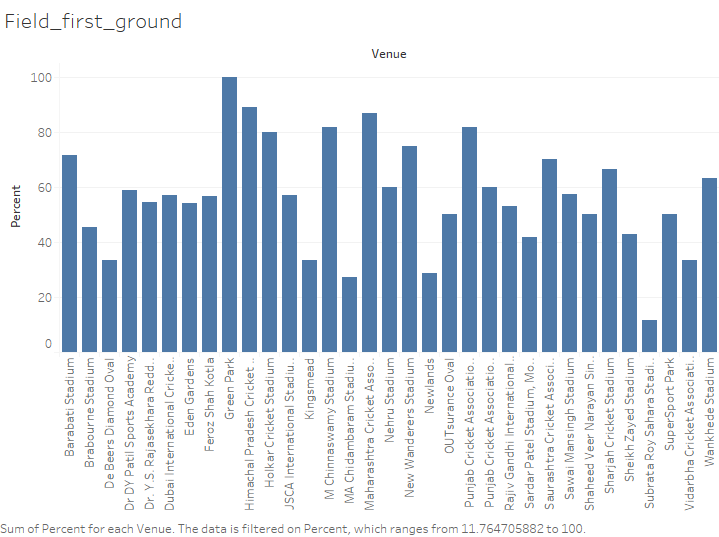 Field_first_ground
Venue
Percent
100
80
60
40
20
0
Barabati Stadium
Brabourne Stadium
De Beers Diamond Oval
Dr DY Patil Sports Academy
Dr. Y.S. Rajasekhara Redd..
Dubai International Cricke..
Eden Gardens
Feroz Shah Kotla
Green Park
Himachal Pradesh Cricket ..
Holkar Cricket Stadium
JSCA International Stadiu..
Kingsmead
M Chinnaswamy Stadium
MA Chidambaram Stadiu..
Maharashtra Cricket Asso..
Nehru Stadium
New Wanderers Stadium
Newlands
OUTsurance Oval
Punjab Cricket Associatio..
Punjab Cricket Associatio..
Rajiv Gandhi International..
Sardar Patel Stadium, Mo..
Saurashtra Cricket Associ..
Sawai Mansingh Stadium
Shaheed Veer Narayan Sin..
Sharjah Cricket Stadium
Sheikh Zayed Stadium
Subrata Roy Sahara Stadi..
SuperSport Park
Vidarbha Cricket Associati..
Wankhede Stadium
Sum of Percent for each Venue. The data is filtered on Percent, which ranges from 11.764705882 to 100.